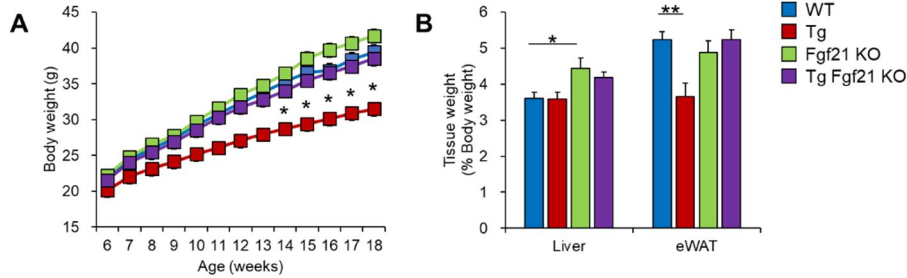 A
Body weight (g)
45
40
35
30
25
20
15
* * * * *
6 7 8 9 10 11 12 13 14 15 16 17 18
Age (weeks)
B
Tissue weight
(% Body weight)
6
5
4
3
2
1
0
*
**
Liver eWAT
WT
Tg
Fgf21 KO
Tg Fgf21 KO